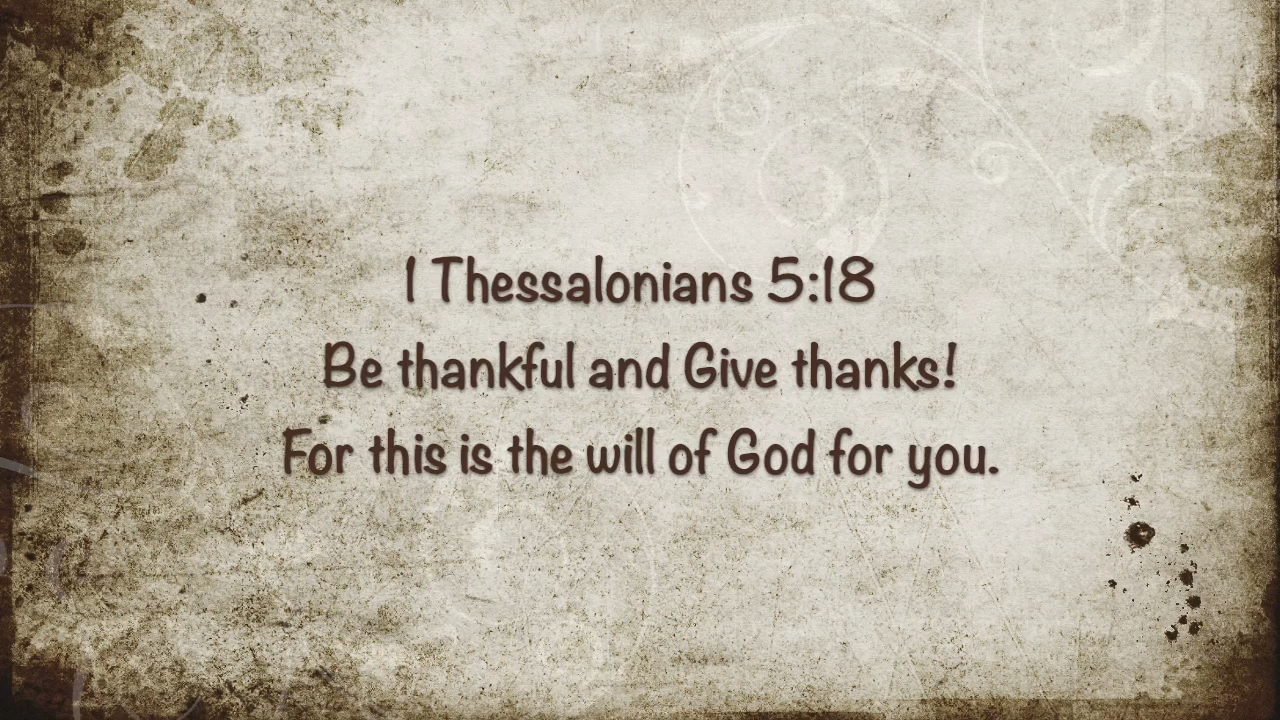 1 Thessalonians 5:18
Be thankful and Give thanks!
For this is the will of God for you.